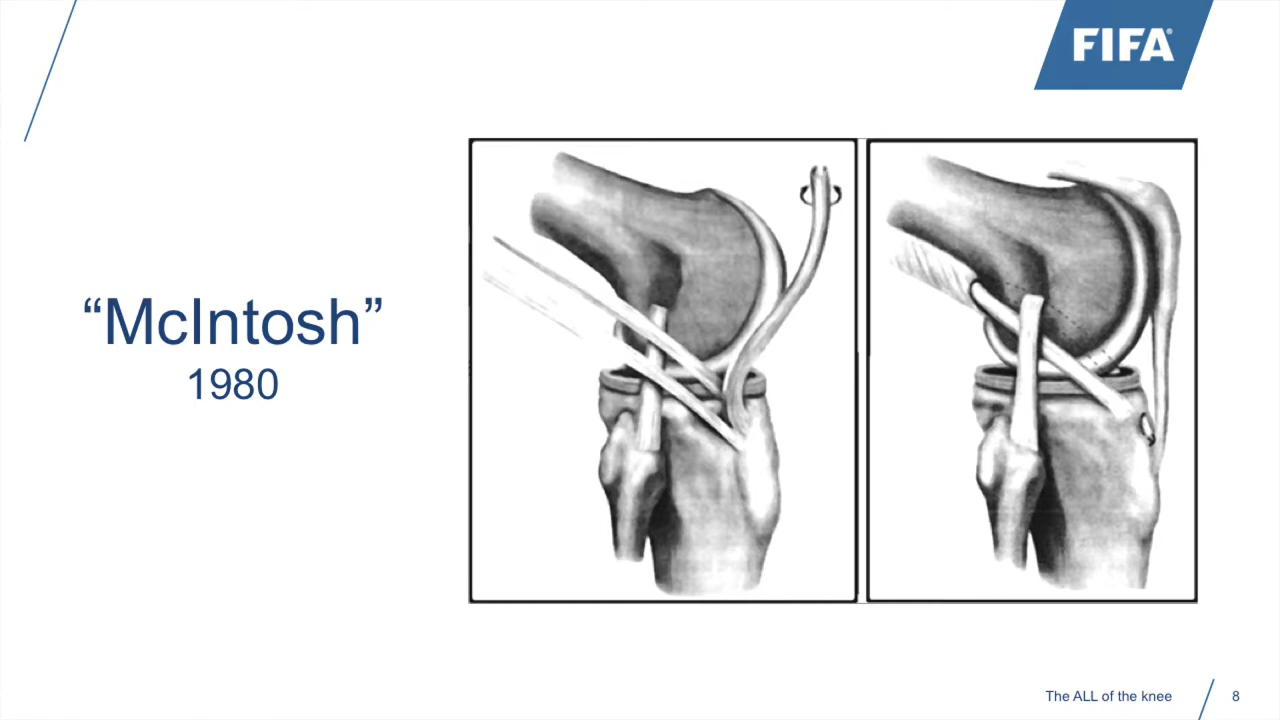 FIFA
“McIntosh”
1980
The ALL of the knee
8